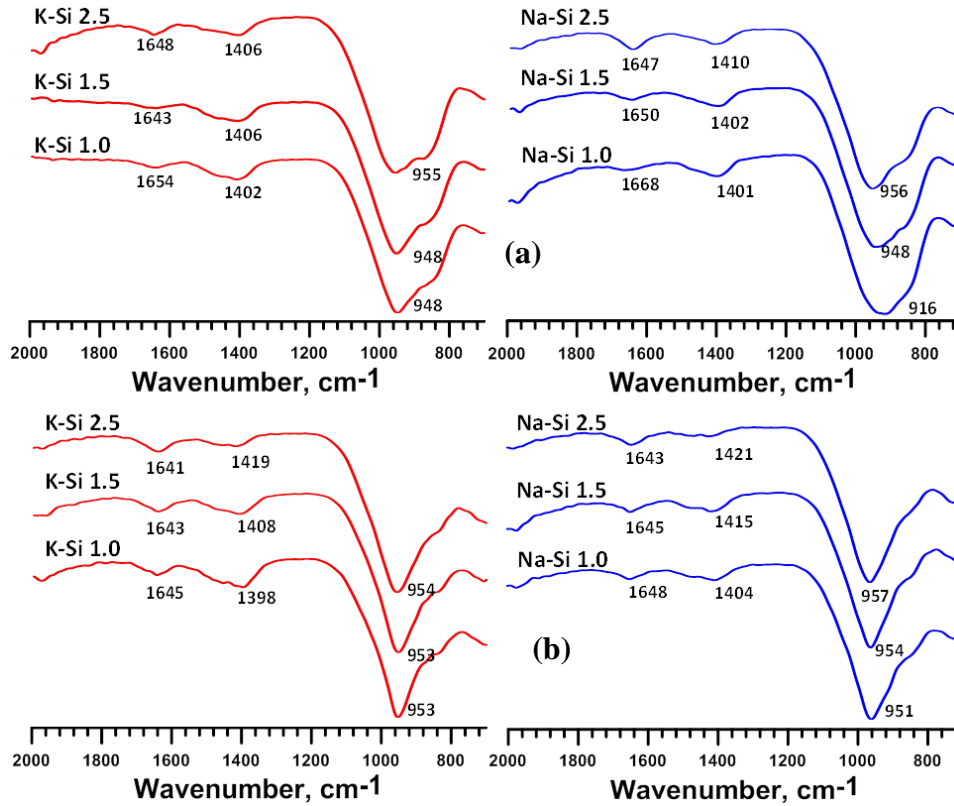 K-Si 2.5
1648
1406
K-Si 1.5
955
1643
1406
K-Si 1.0
1654
1402
948
948
2000 1600 1400 1000 800
Wavenumber, cm-1
Na-Si 2.5
1647
1410
Na-Si 1.5
1650
1402
Na-Si 1.0
956
1668
1401
948
916
(a)
2000 1800 1600 1400 1200 1000 800
Wavenumber, cm-1
K-Si 2.5
1641
1419
K-Si 1.5
1643
1408
K-Si 1.0
954
1645
1398
953
953
2000 1800 1600 1400 1200 1000 800
Wavenumber, cm-1
Na-Si 2.5
1643
1421
Na-Si 1.5
1645
1415
Na-Si 1.0
957
1648
1404
954
951
(b)
2000 1800 1600 1400 1200 1000 800
Wavenumber, cm-1